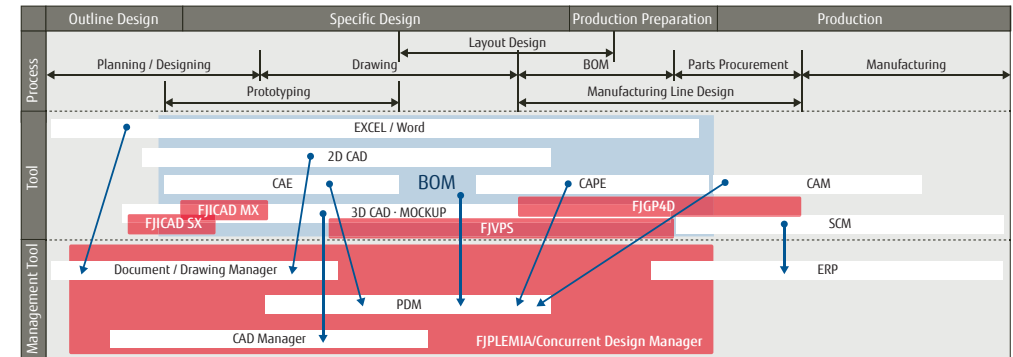 Outline Design
Specific Design
Production Preparation
Production
Process
Layout Design
Planning / Designing
Drawing
BOM
Parts Procurement
Manufacturing
Prototyping
Manufacturing Line Design
Tool
EXCEL / Word
2D CAD
CAE
BOM
CAPE
CAM
FJICAD MX
3D CAD · MOCKUP
FJGP4D
FJICAD SX
FJVPS
SCM
Management Tool
Document / Drawing Manager
ERP
PDM
CAD Manager
FJPLEMIA/Concurrent Design Manager